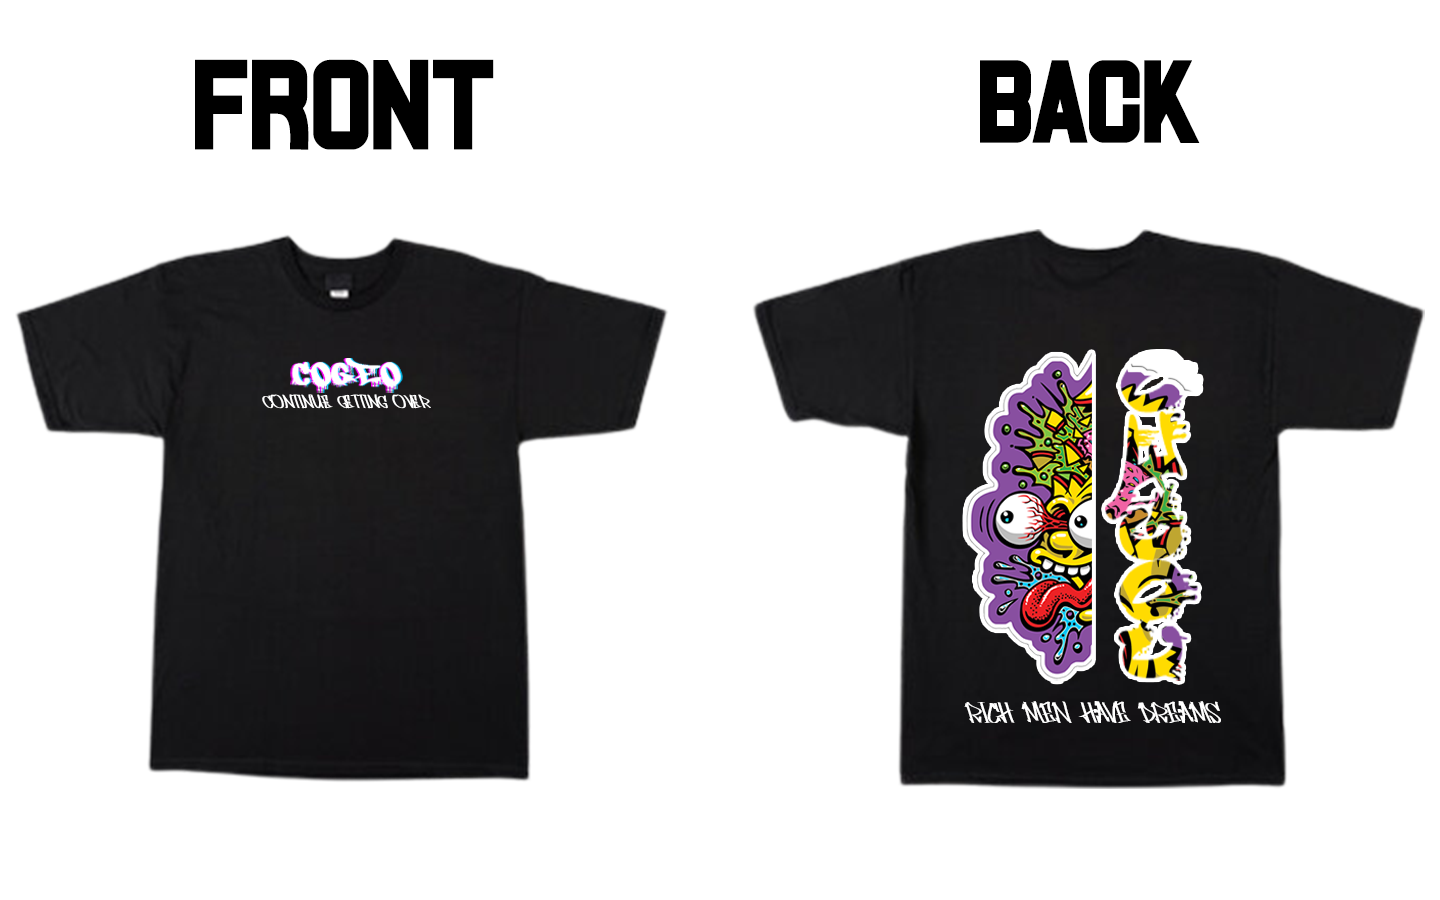 FRONT
BACK
COGEO
CONTINUE GETTING OVER
RICH MEN HAVE DREAMS